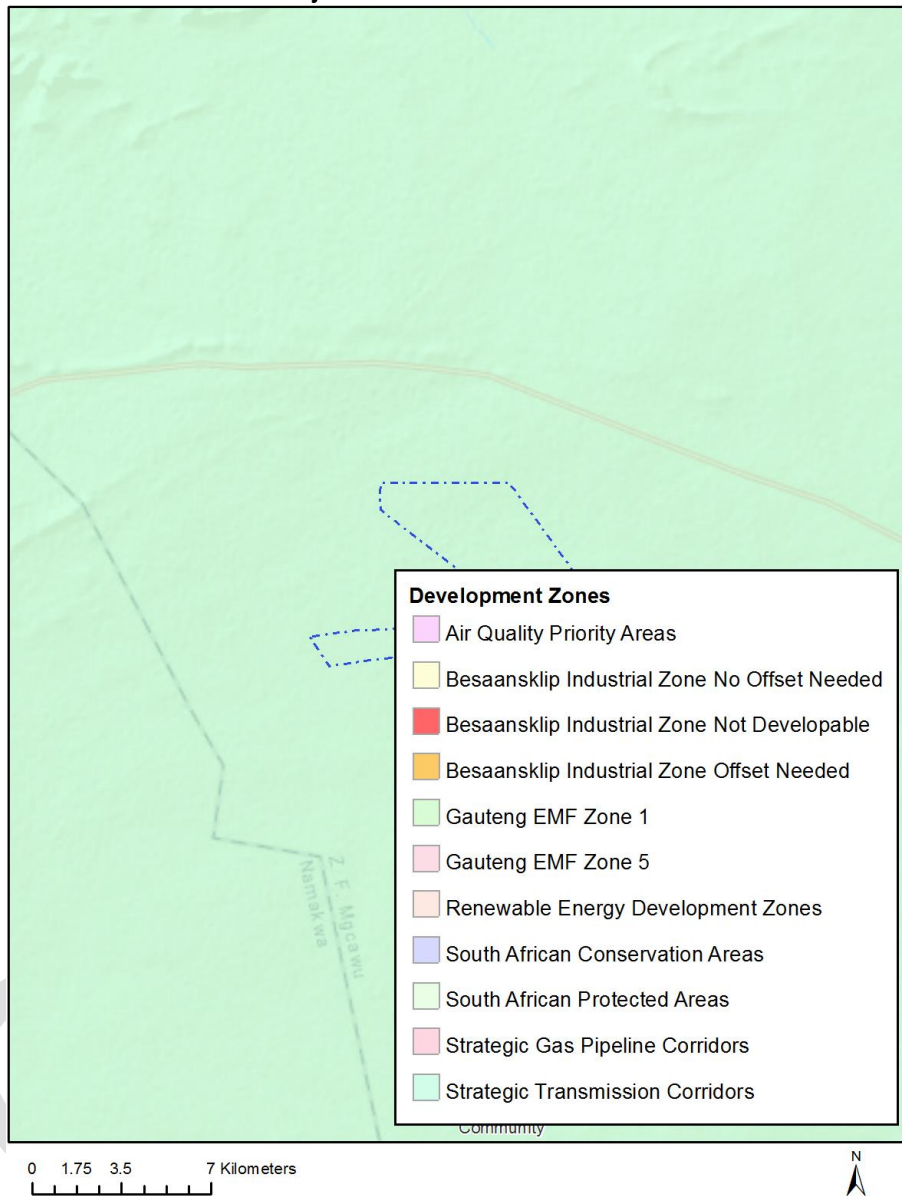 Development Zones
Air Quality Priority Areas
Besaansklip Industrial Zone No Offset Needed
Besaansklip Industrial Zone Not Developable
Besaansklip Industrial Zone Offset Needed
Gauteng EMF Zone 1
Gauteng EMF Zone 5
Renewable Energy Development Zones
South African Conservation Areas
South African Protected Areas
Strategic Gas Pipeline Corridors
Strategic Transmission Corridors
Z. F. Mgcawu
Namakwa
Community
0 1.75 3.5 7 Kilometers
N